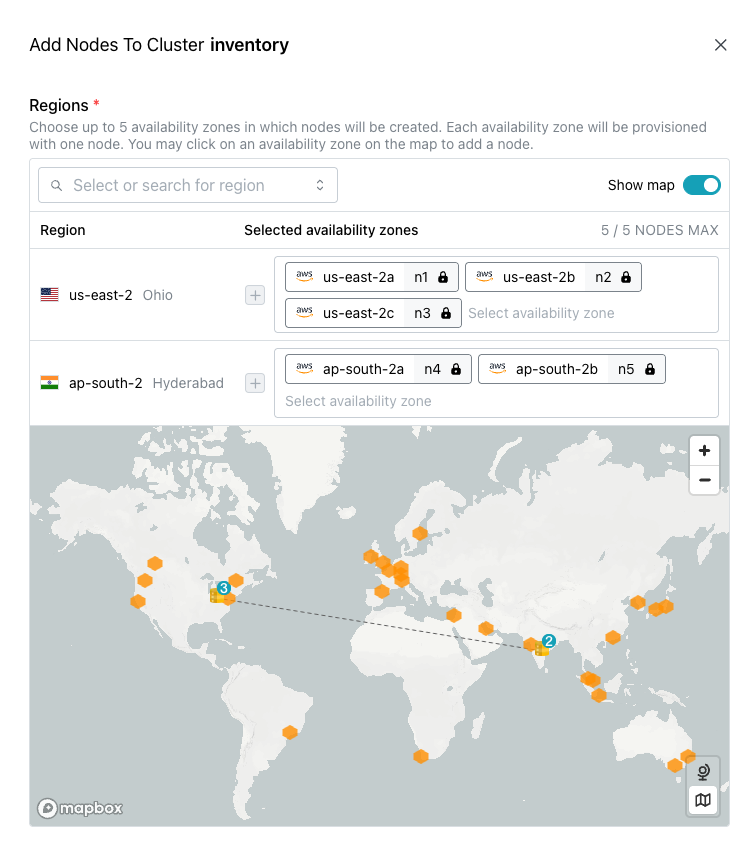 Add Nodes To Cluster inventory
Regions *
Choose up to 5 availability zones in which nodes will be created. Each availability zone will be provisioned
with one node. You may click on an availability zone on the map to add a node.
Select or search for region
Show map
Region Selected availability zones 5 / 5 NODES MAX
us-east-2 Ohio
aws us-east-2a n1 aws us-east-2b n2
aws us-east-2c n3 Select availability zone
ap-south-2 Hyderabad
aws ap-south-2a n4 aws ap-south-2b n5
Select availability zone
3
2
mapbox